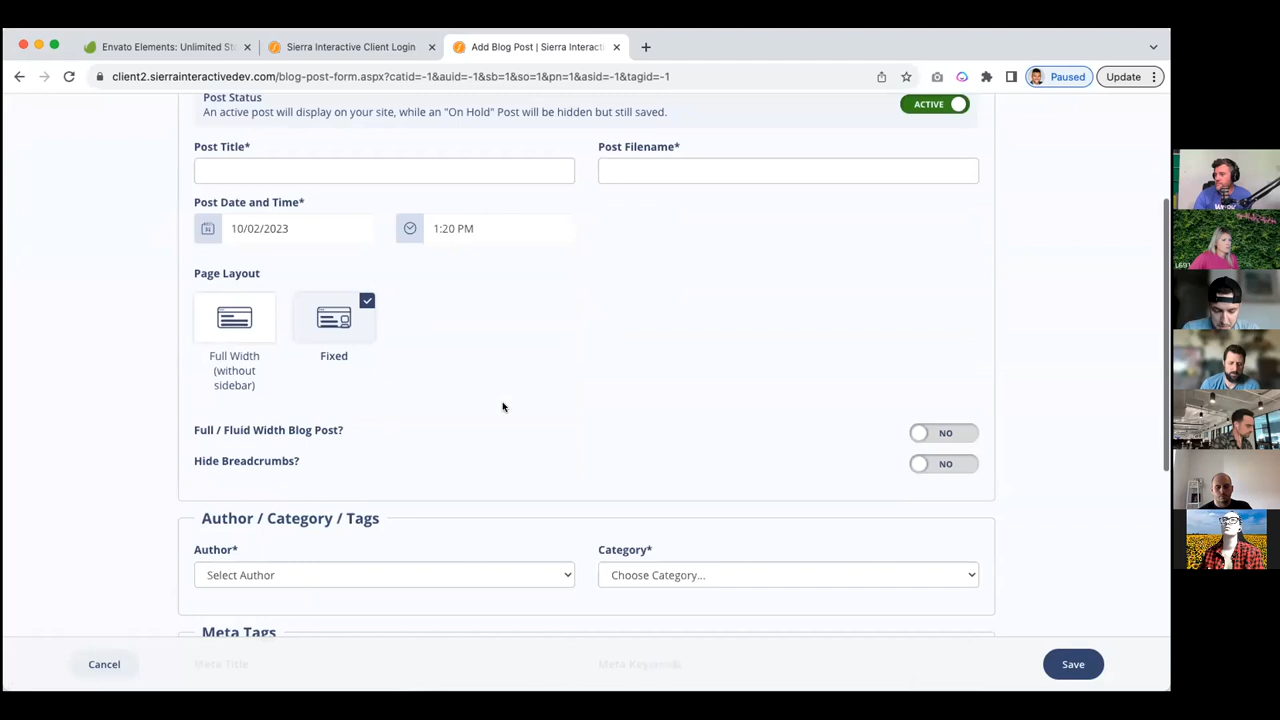 Envato Elements: Unlimited St
Sierra Interactive Client Login
Add Blog Post | Sierra Interacti
client2.sierrainteractivedev.com/blog-post-form.aspx?catid=-1&auid=-1&sb=1&so=1&pn=1&asid=-1&tagid=-1
Paused
Update
Post Status
An active post will display on your site, while an "On Hold" Post will be hidden but still saved.
ACTIVE
Post Title*
Post Filename*
Post Date and Time*
10/02/2023
1:20 PM
Page Layout
Full Width
(without
sidebar)
Fixed
Full / Fluid Width Blog Post?
NO
Hide Breadcrumbs?
NO
Author / Category / Tags
Author*
Category*
Select Author
Choose Category...
Meta Tags
Meta Title
Meta Keywords
Cancel
Save